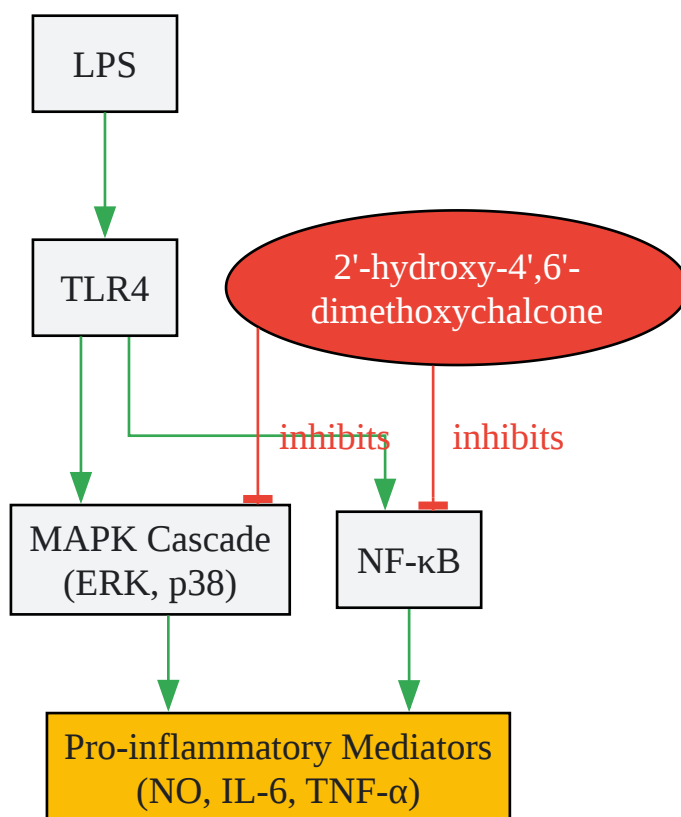 LPS
TLR4
2'-hydroxy-4',6'-
dimethoxychalcone
inhibits
inhibits
MAPK Cascade
(ERK, p38)
NF-κB
Pro-inflammatory Mediators
(NO, IL-6, TNF-α)